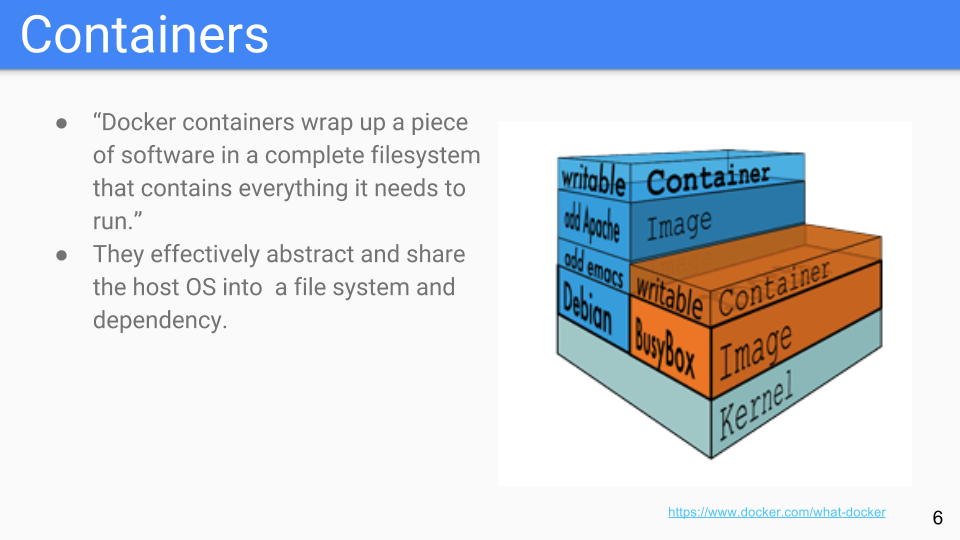 Containers
● “Docker containers wrap up a piece
of software in a complete filesystem
that contains everything it needs to
run.”
● They effectively abstract and share
the host OS into  a file system and
dependency.
writable Container
add Apache Image
add emacs
writable Container
Debian
BusyBox Image
Kernel
https://www.docker.com/what-docker
6